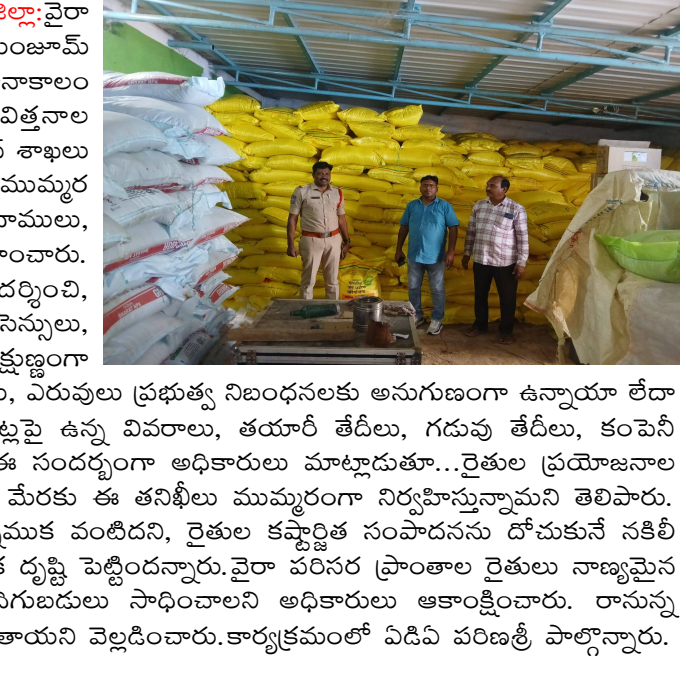 జిల్లా:వైరా
నాకాలం
విత్తనాల
శాఖలు
ముమ్మర
దర్శించి,
సెన్సులు,
ఎరువులు ప్రభుత్వ నిబంధనలకు అనుగుణంగా ఉన్నాయా లేదా
ఉన్న వివరాలు, తయారీ తేదీలు, గడువు తేదీలు, కంపెనీ
ఈ సందర్భంగా అధికారులు మాట్లాడుతూ...రైతుల ప్రయోజనాల
మేరకు ఈ తనిఖీలు ముమ్మరంగా నిర్వహిస్తున్నామని తెలిపారు.
వంటిదని, రైతుల కష్టార్జిత సంపాదనను దోచుకునే నకిలీ
దృష్టి పెట్టిందన్నారు.వైరా పరిసర ప్రాంతాల రైతులు నాణ్యమైన
దిగుబడులు సాధించాలని అధికారులు ఆకాంక్షించారు. రానున్న
వెల్లడించారు.కార్యక్రమంలో ఏడిఏ పరిణశ్రీ పాల్గొన్నారు.